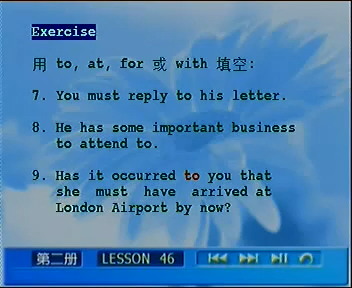 Exercise
用 to, at, for 或 with 填空:
7. You must reply to his letter.
8. He has some important business
to attend to.
9. Has it occurred to you that
she must have arrived at
London Airport by now?
第二册 LESSON 46